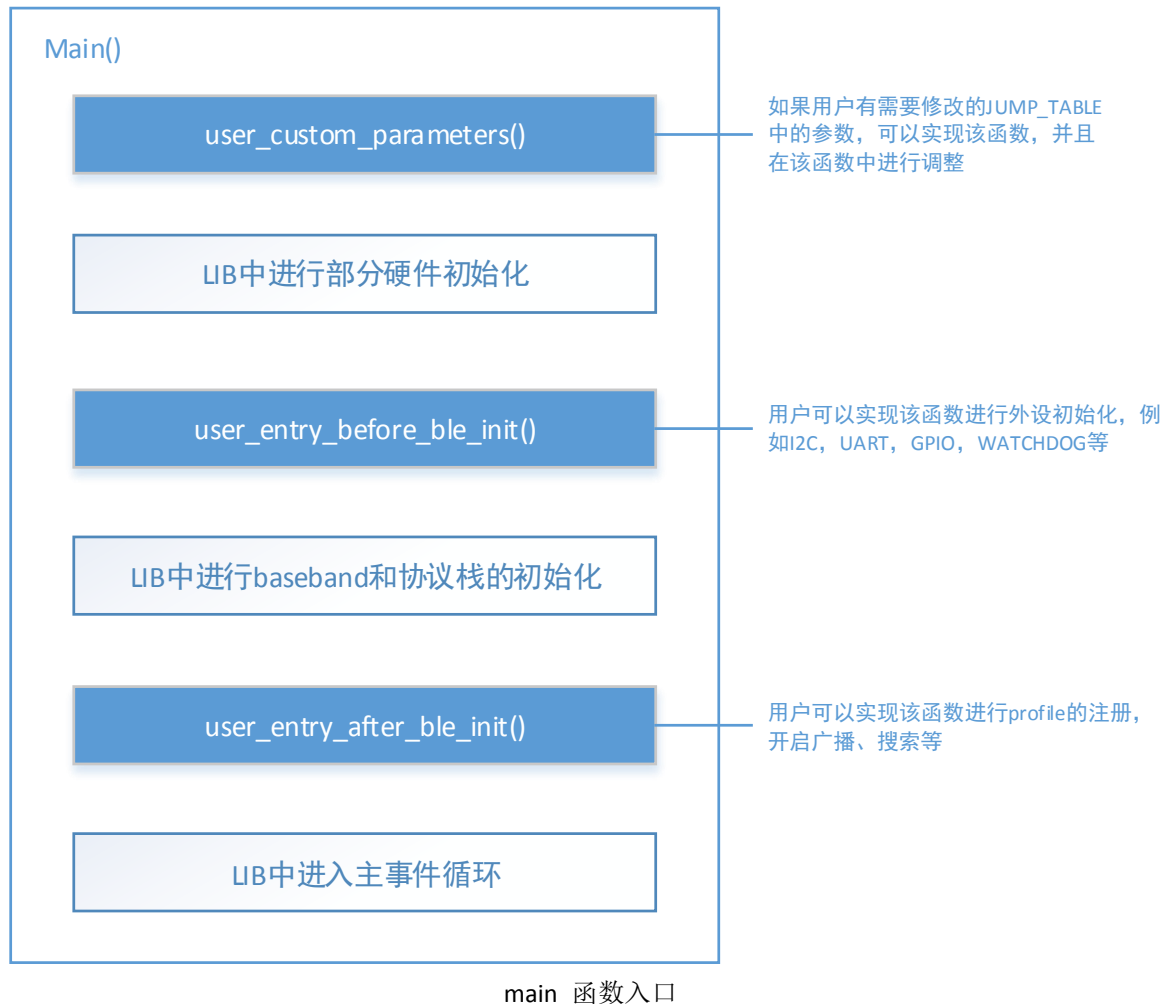 Main()
user_custom_parameters()
如果用户有需要修改的JUMP_TABLE
中的参数，可以实现该函数，并且
在该函数中进行调整
LIB中进行部分硬件初始化
user_entry_before_ble_init()
用户可以实现该函数进行外设初始化，例
如I2C，UART，GPIO，WATCHDOG等
LIB中进行baseband和协议栈的初始化
user_entry_after_ble_init()
用户可以实现该函数进行profile的注册，
开启广播、搜索等
LIB中进入主事件循环
main 函数入口